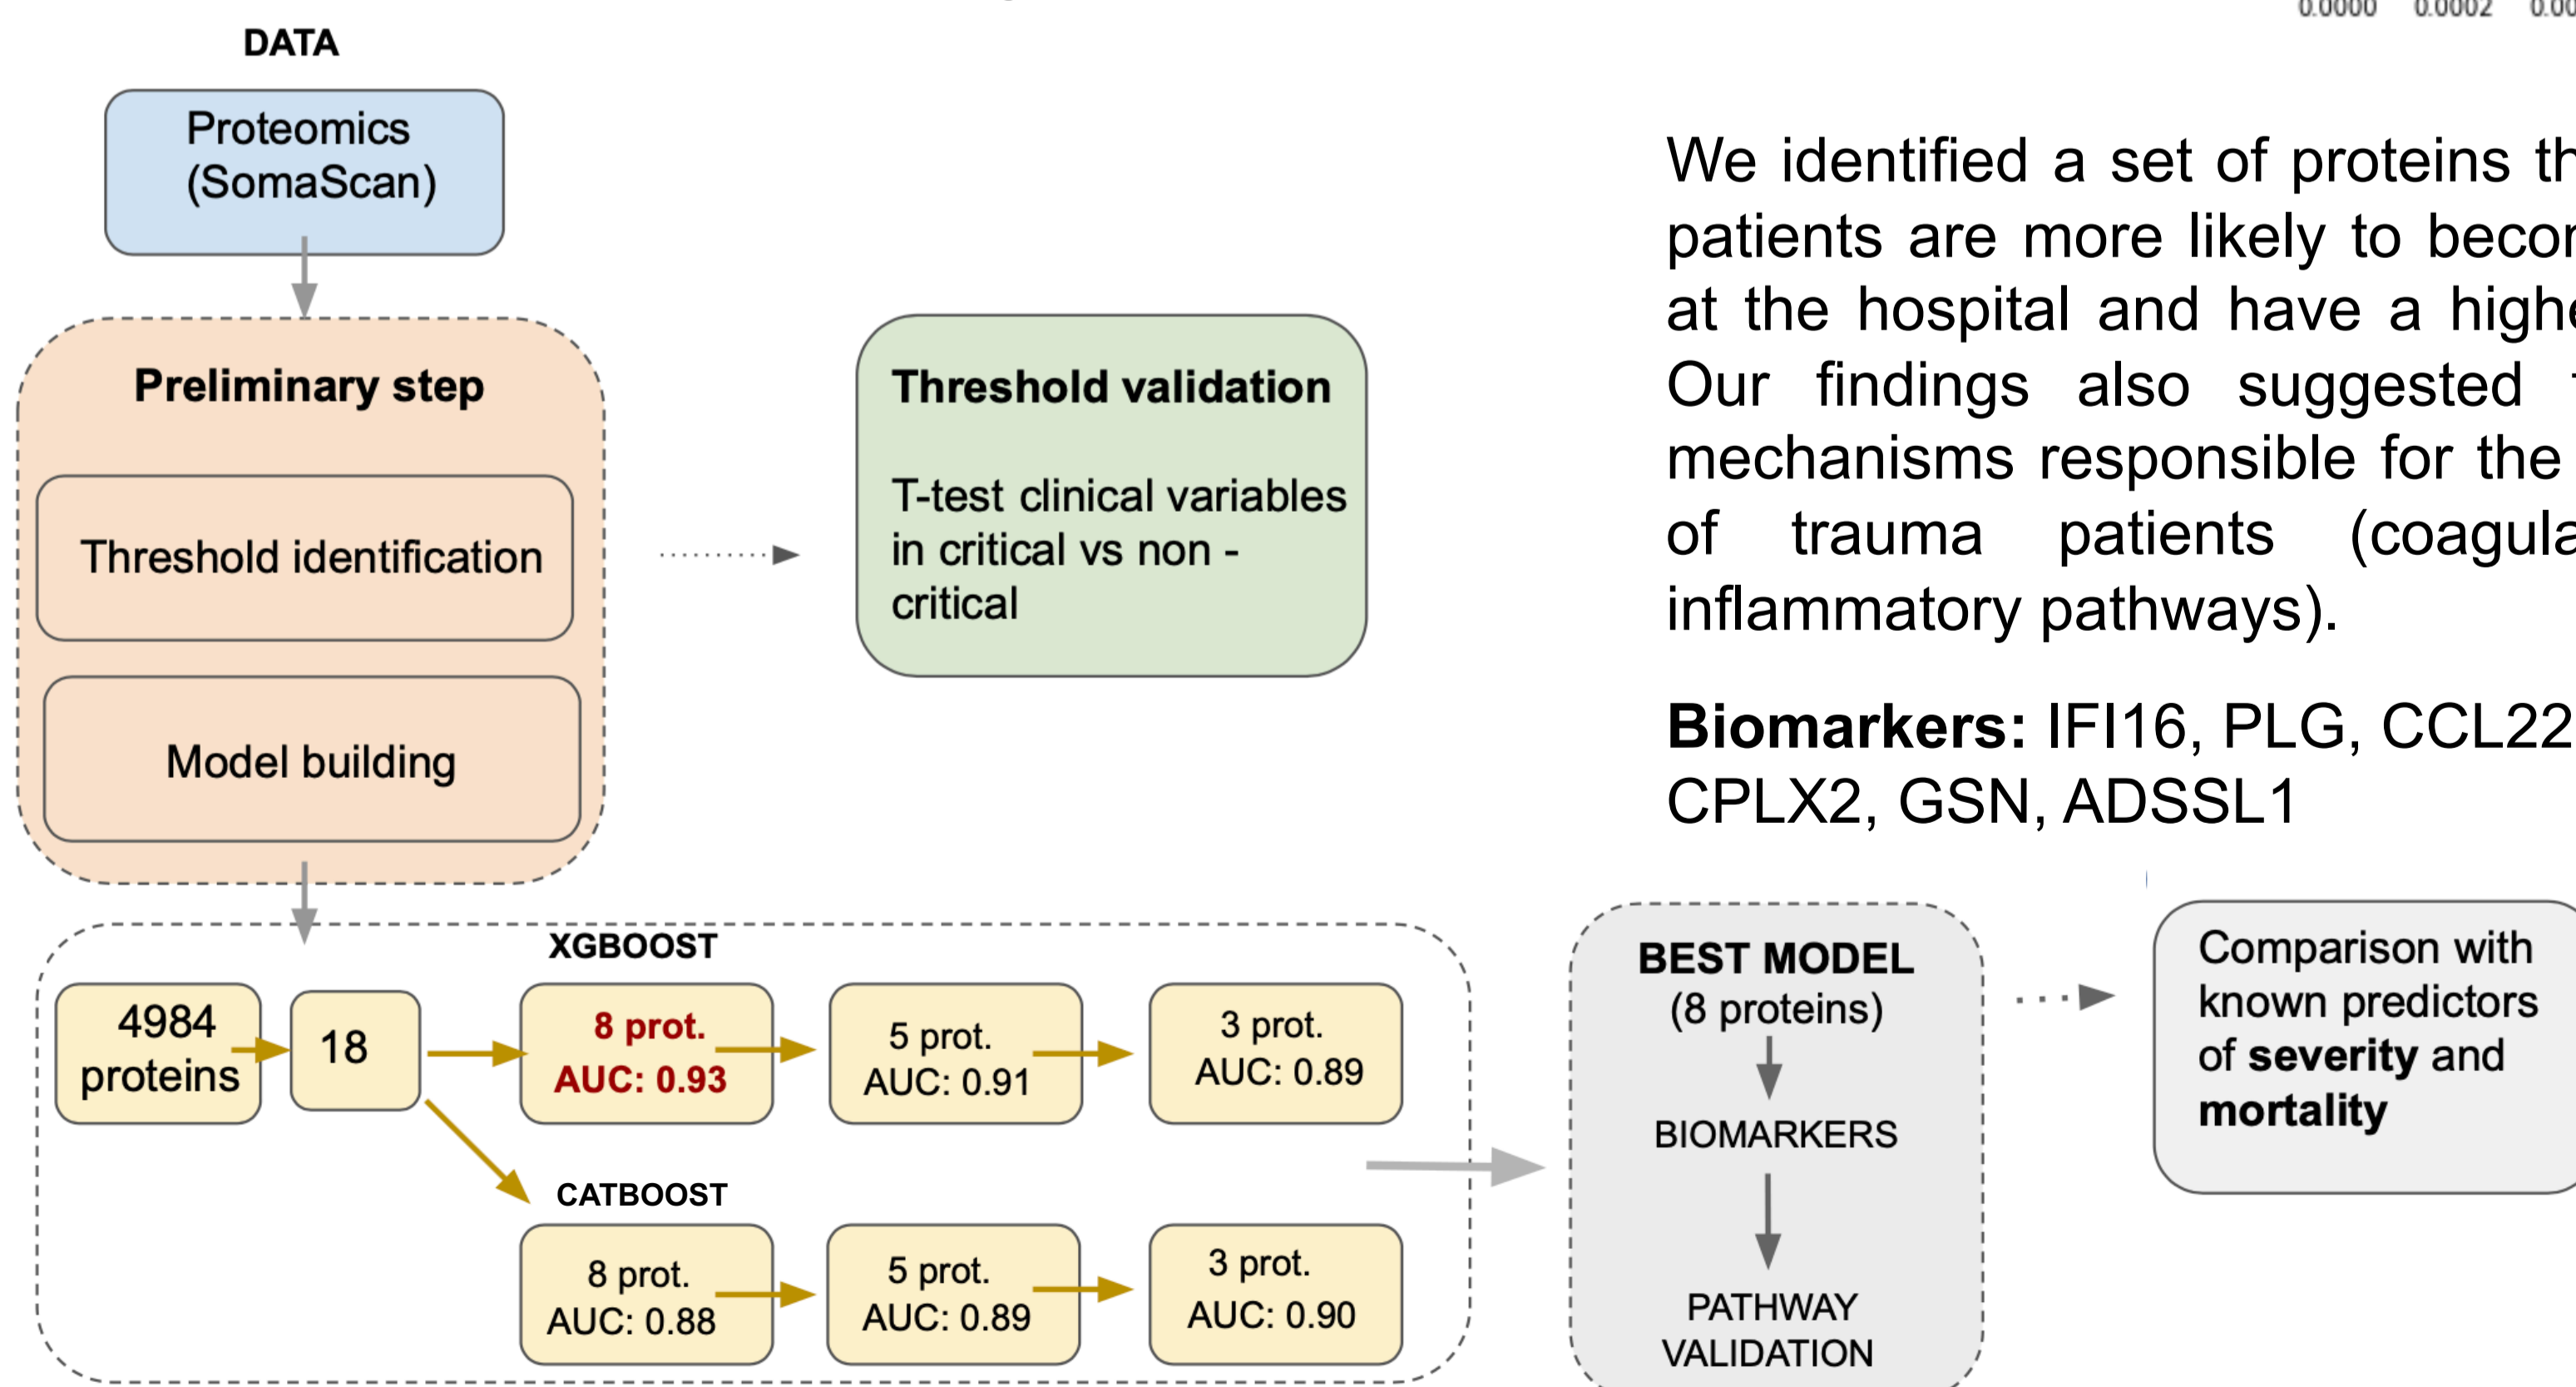 0.0000 0.0002
DATA
Proteomics
(SomaScan)
Preliminary step
Threshold identification
Model building
Threshold validation
T-test clinical variables
in critical vs non -
critical
We identified a set of proteins
patients are more likely to
at the hospital and have a
Our findings also suggested
mechanisms responsible for the
of trauma patients
inflammatory pathways).
Biomarkers: IFI16, PLG, CCL22
CPLX2, GSN, ADSSL1
XGBOOST
4984
proteins
18
8 prot.
AUC: 0.93
5 prot.
AUC: 0.91
3 prot.
AUC: 0.89
CATBOOST
8 prot.
AUC: 0.88
5 prot.
AUC: 0.89
3 prot.
AUC: 0.90
BEST MODEL
(8 proteins)
BIOMARKERS
PATHWAY
VALIDATION
Comparison with
known predictors
of severity and
mortality